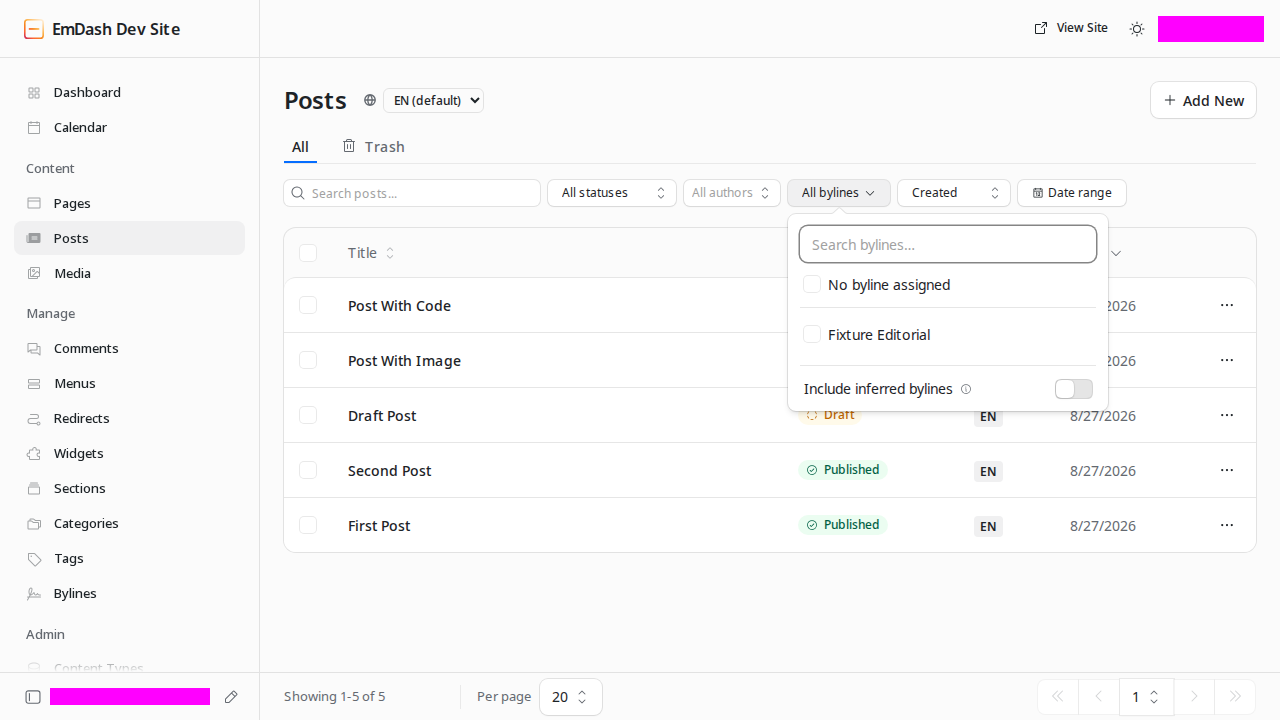 EmDash Dev Site
View Site
Dashboard
Calendar
Content
Pages
Posts
Media
Manage
Comments
Menus
Redirects
Widgets
Sections
Categories
Tags
Bylines
Admin
Content Types
Posts
EN (default)
Add New
All
Trash
Search posts...
All statuses
All authors
All bylines
Created
Date range
Title
Search bylines...
No byline assigned
Fixture Editorial
Include inferred bylines
Post With Code
Post With Image
Draft Post
Draft
EN
8/27/2026
Second Post
Published
EN
8/27/2026
First Post
Published
EN
8/27/2026
Showing 1-5 of 5
Per page
20
1